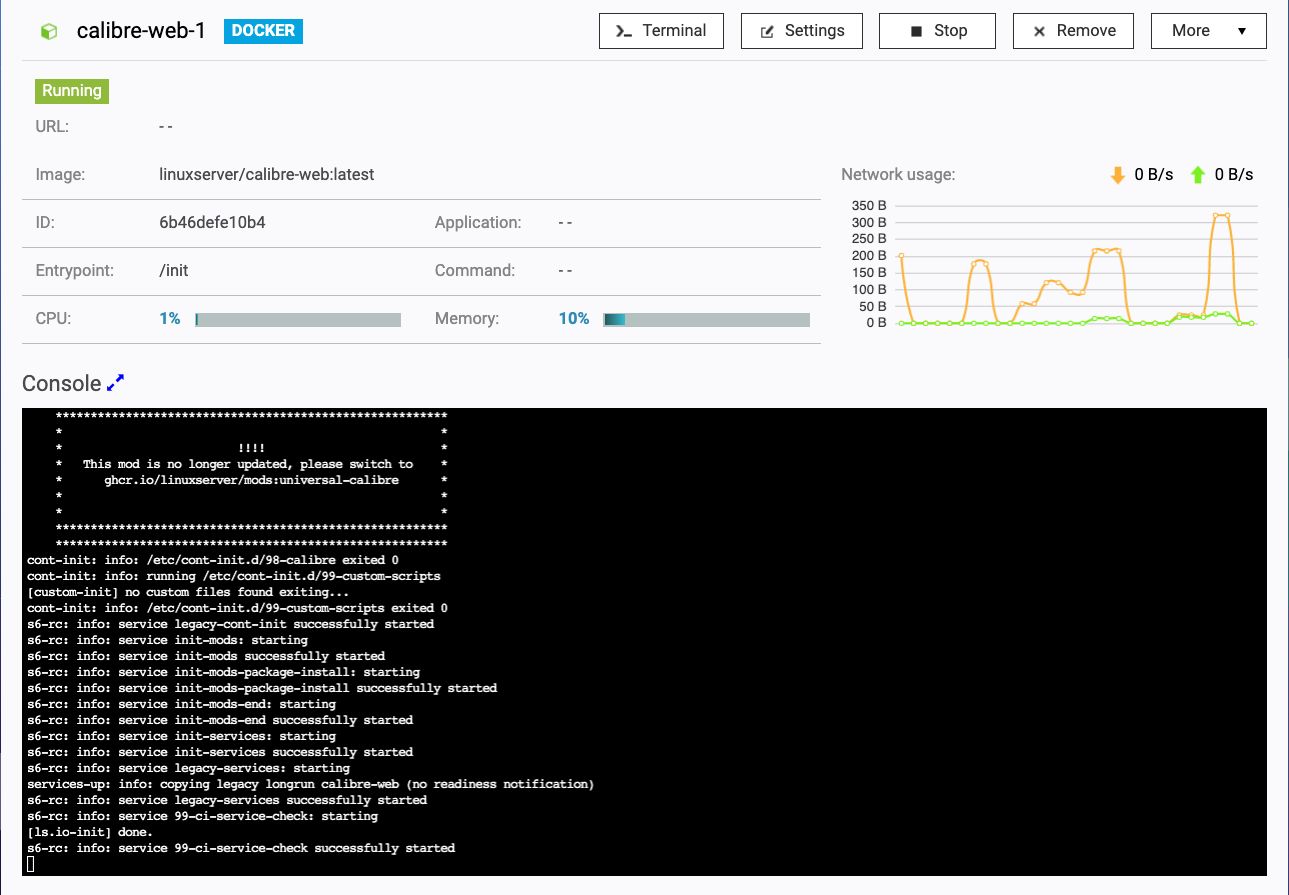 calibre-web-1 DOCKER Terminal Settings Stop Remove More
Running
URL: - -
Image: linuxserver/calibre-web:latest
Network usage: 0 B/s 0 B/s
ID: 6b46defe10b4 Application: - -
Entrypoint: /init Command: - -
CPU: 1% Memory: 10%
350 B
300 B
250 B
200 B
150 B
100 B
50 B
0 B
Console
********************************************************
* *
* !!!! *
* This mod is no longer updated, please switch to *
* ghcr.io/linuxserver/mods:universal-calibre *
* *
* *
********************************************************
********************************************************
cont-init: info: /etc/cont-init.d/98-calibre exited 0
cont-init: info: running /etc/cont-init.d/99-custom-scripts
[custom-init] no custom files found exiting...
cont-init: info: /etc/cont-init.d/99-custom-scripts exited 0
s6-rc: info: service legacy-cont-init successfully started
s6-rc: info: service init-mods: starting
s6-rc: info: service init-mods successfully started
s6-rc: info: service init-mods-package-install: starting
s6-rc: info: service init-mods-package-install successfully started
s6-rc: info: service init-mods-end: starting
s6-rc: info: service init-mods-end successfully started
s6-rc: info: service init-services: starting
s6-rc: info: service init-services successfully started
s6-rc: info: service legacy-services: starting
services-up: info: copying legacy longrun calibre-web (no readiness notification)
s6-rc: info: service legacy-services successfully started
s6-rc: info: service 99-ci-service-check: starting
[ls.io-init] done.
s6-rc: info: service 99-ci-service-check successfully started